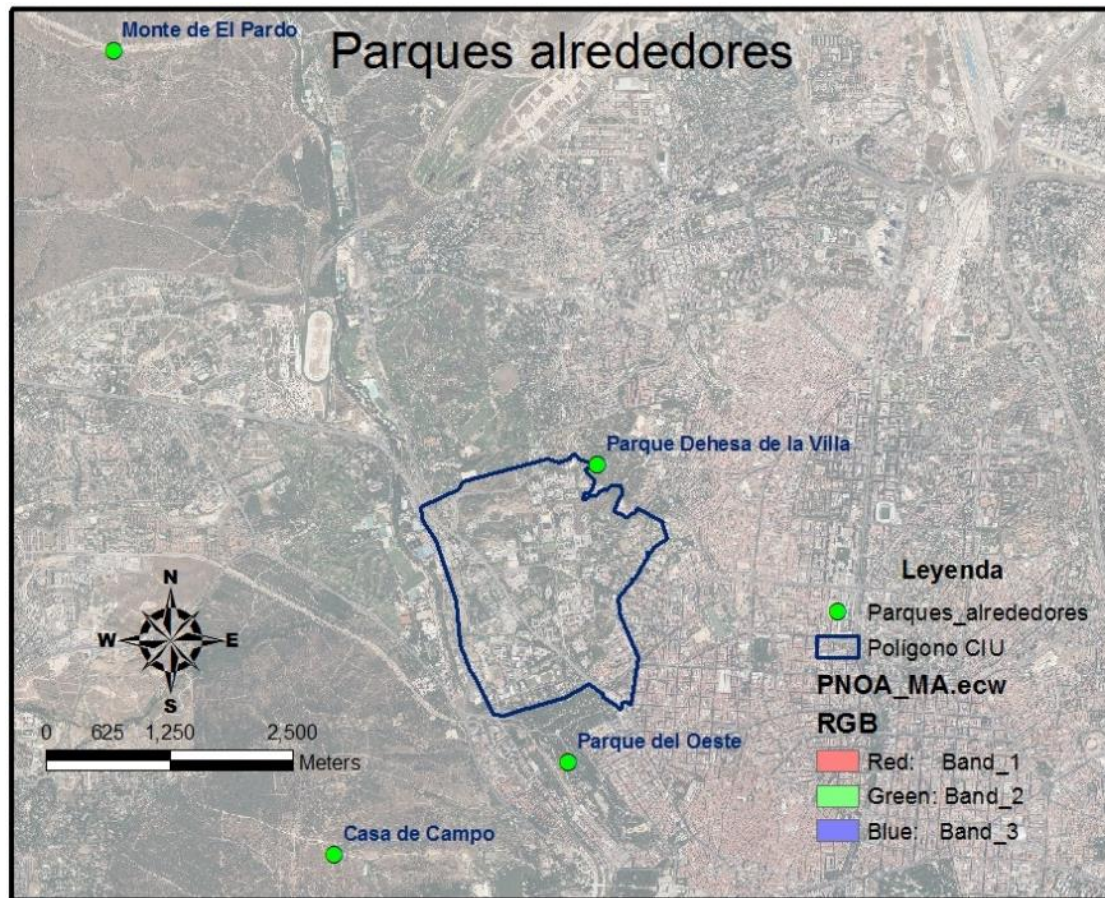 Monte de El Pardo
Parques alrededores
Parque Dehesa de la Villa
Leyenda
Parques_alrededores
Polígono CIU
PNOA_MA.ecw
RGB
Red: Band_1
Green: Band_2
Blue: Band_3
N
W E
S
0 625 1,250 2,500
Meters
Parque del Oeste
Casa de Campo